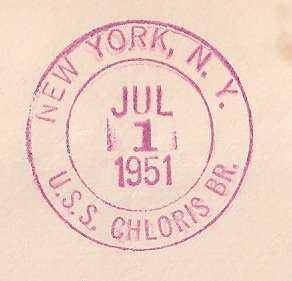 NEW YORK, N. Y.
JUL
1
1951
U.S.S. CHLORIS BR.